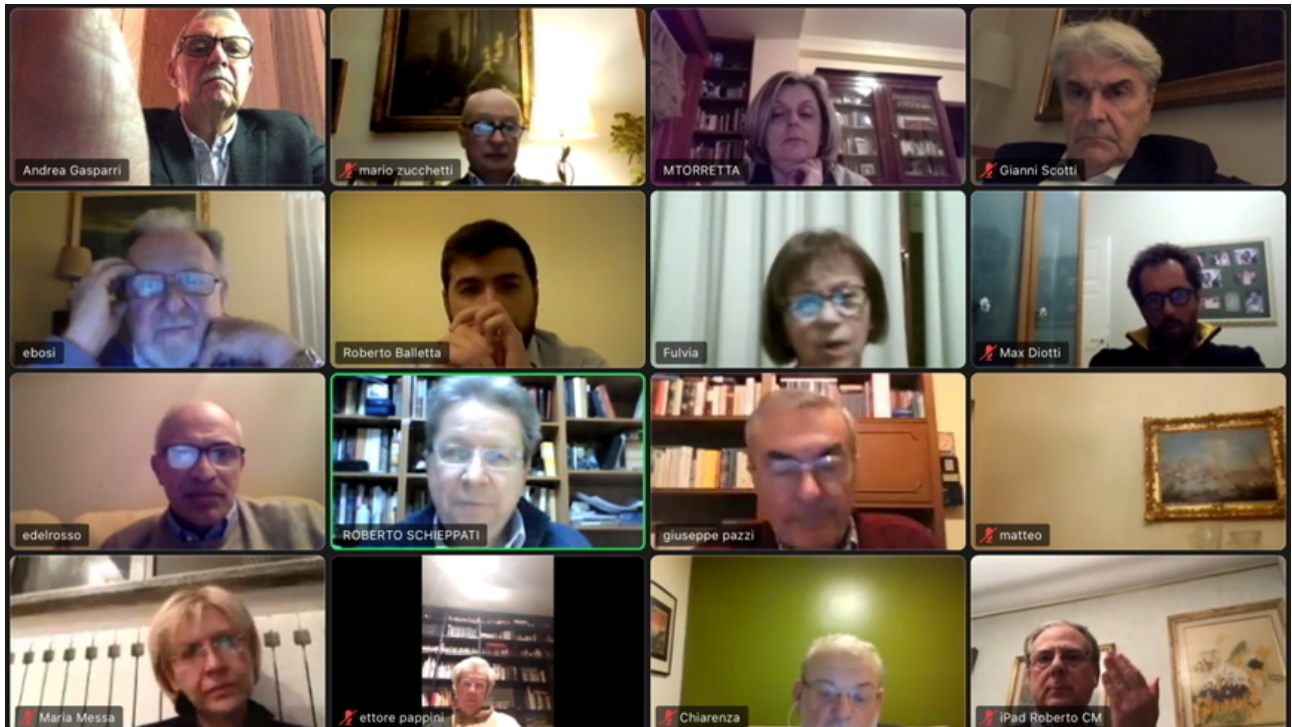 Andrea Gasparri
mario zucchetti
MTORRETTA
Gianni Scotti
ebosi
Roberto Balletta
Fulvia
Max Diotti
edelrosso
ROBERTO SCHIEPPATI
giuseppe pazzi
matteo
Maria Messa
ettore pappini
Chiarenza
iPad Roberto CM